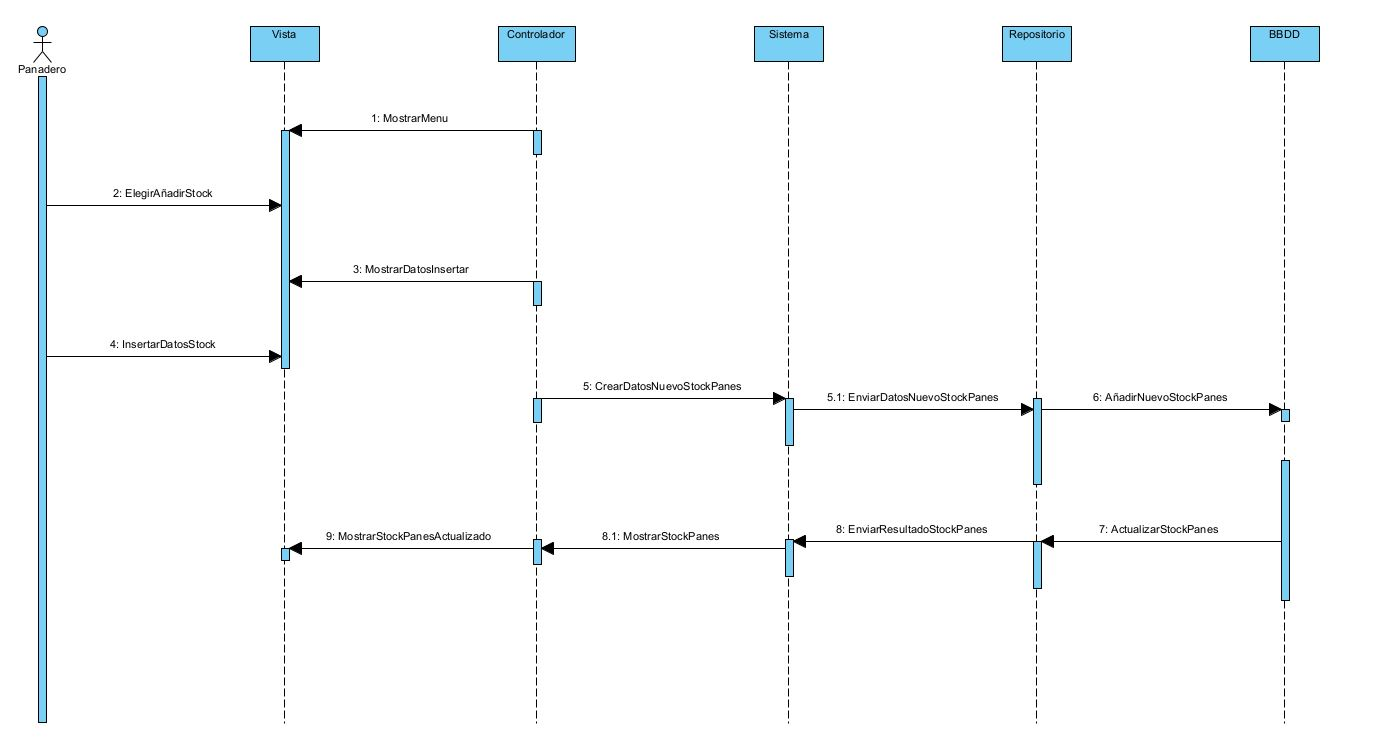 Panadero
Vista
Controlador
Sistema
Repositorio
BBDD
1: MostrarMenu
2: ElegirAñadirStock
3: MostrarDatosInsertar
4: InsertarDatosStock
5: CrearDatosNuevoStockPanes
5.1: EnviarDatosNuevoStockPanes
6: AñadirNuevoStockPanes
9: MostrarStockPanesActualizado
8.1: MostrarStockPanes
8: EnviarResultadoStockPanes
7: ActualizarStockPanes